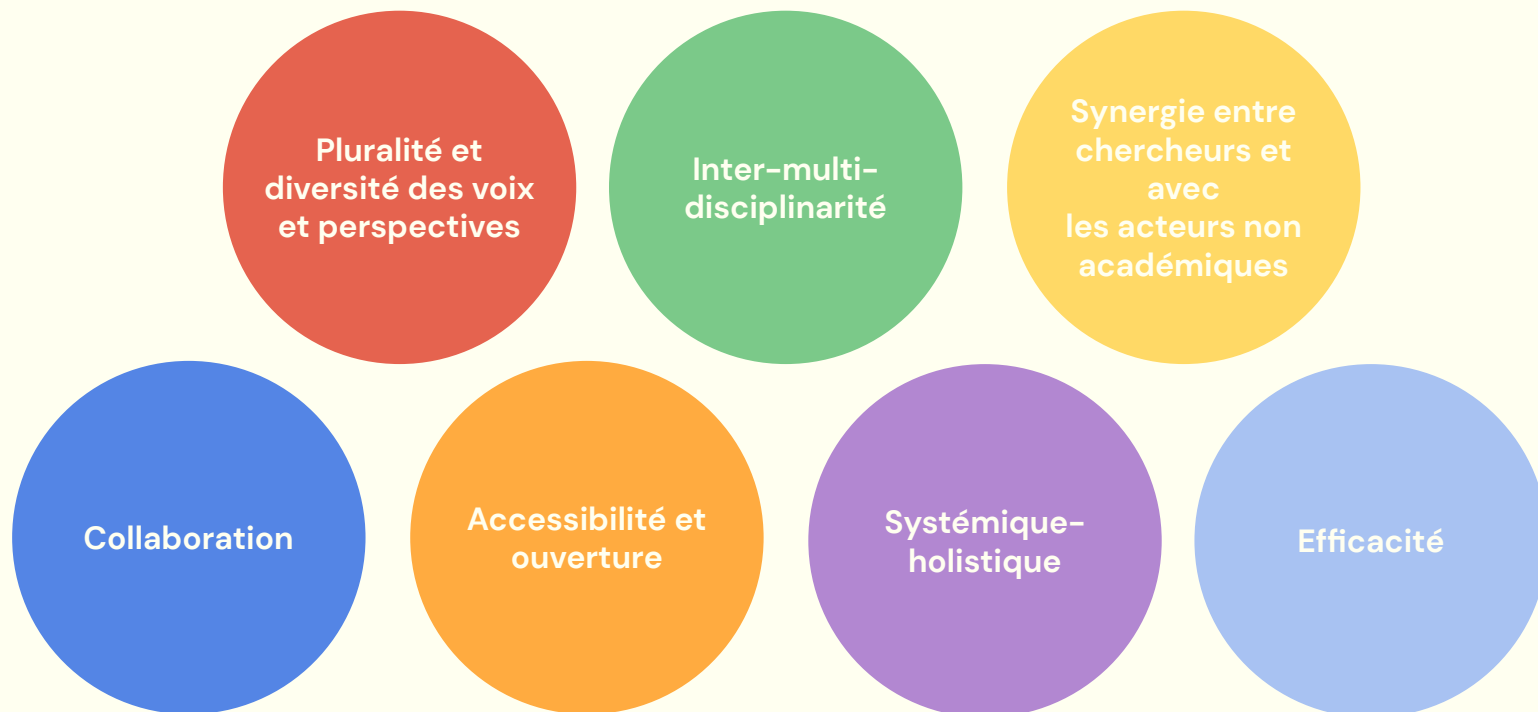 Pluralité et
diversité des voix
et perspectives
Inter-multi-
disciplinarité
Synergie entre
chercheurs et
avec
les acteurs non
académiques
Collaboration
Accessibilité et
ouverture
Systémique-
holistique
Efficacité